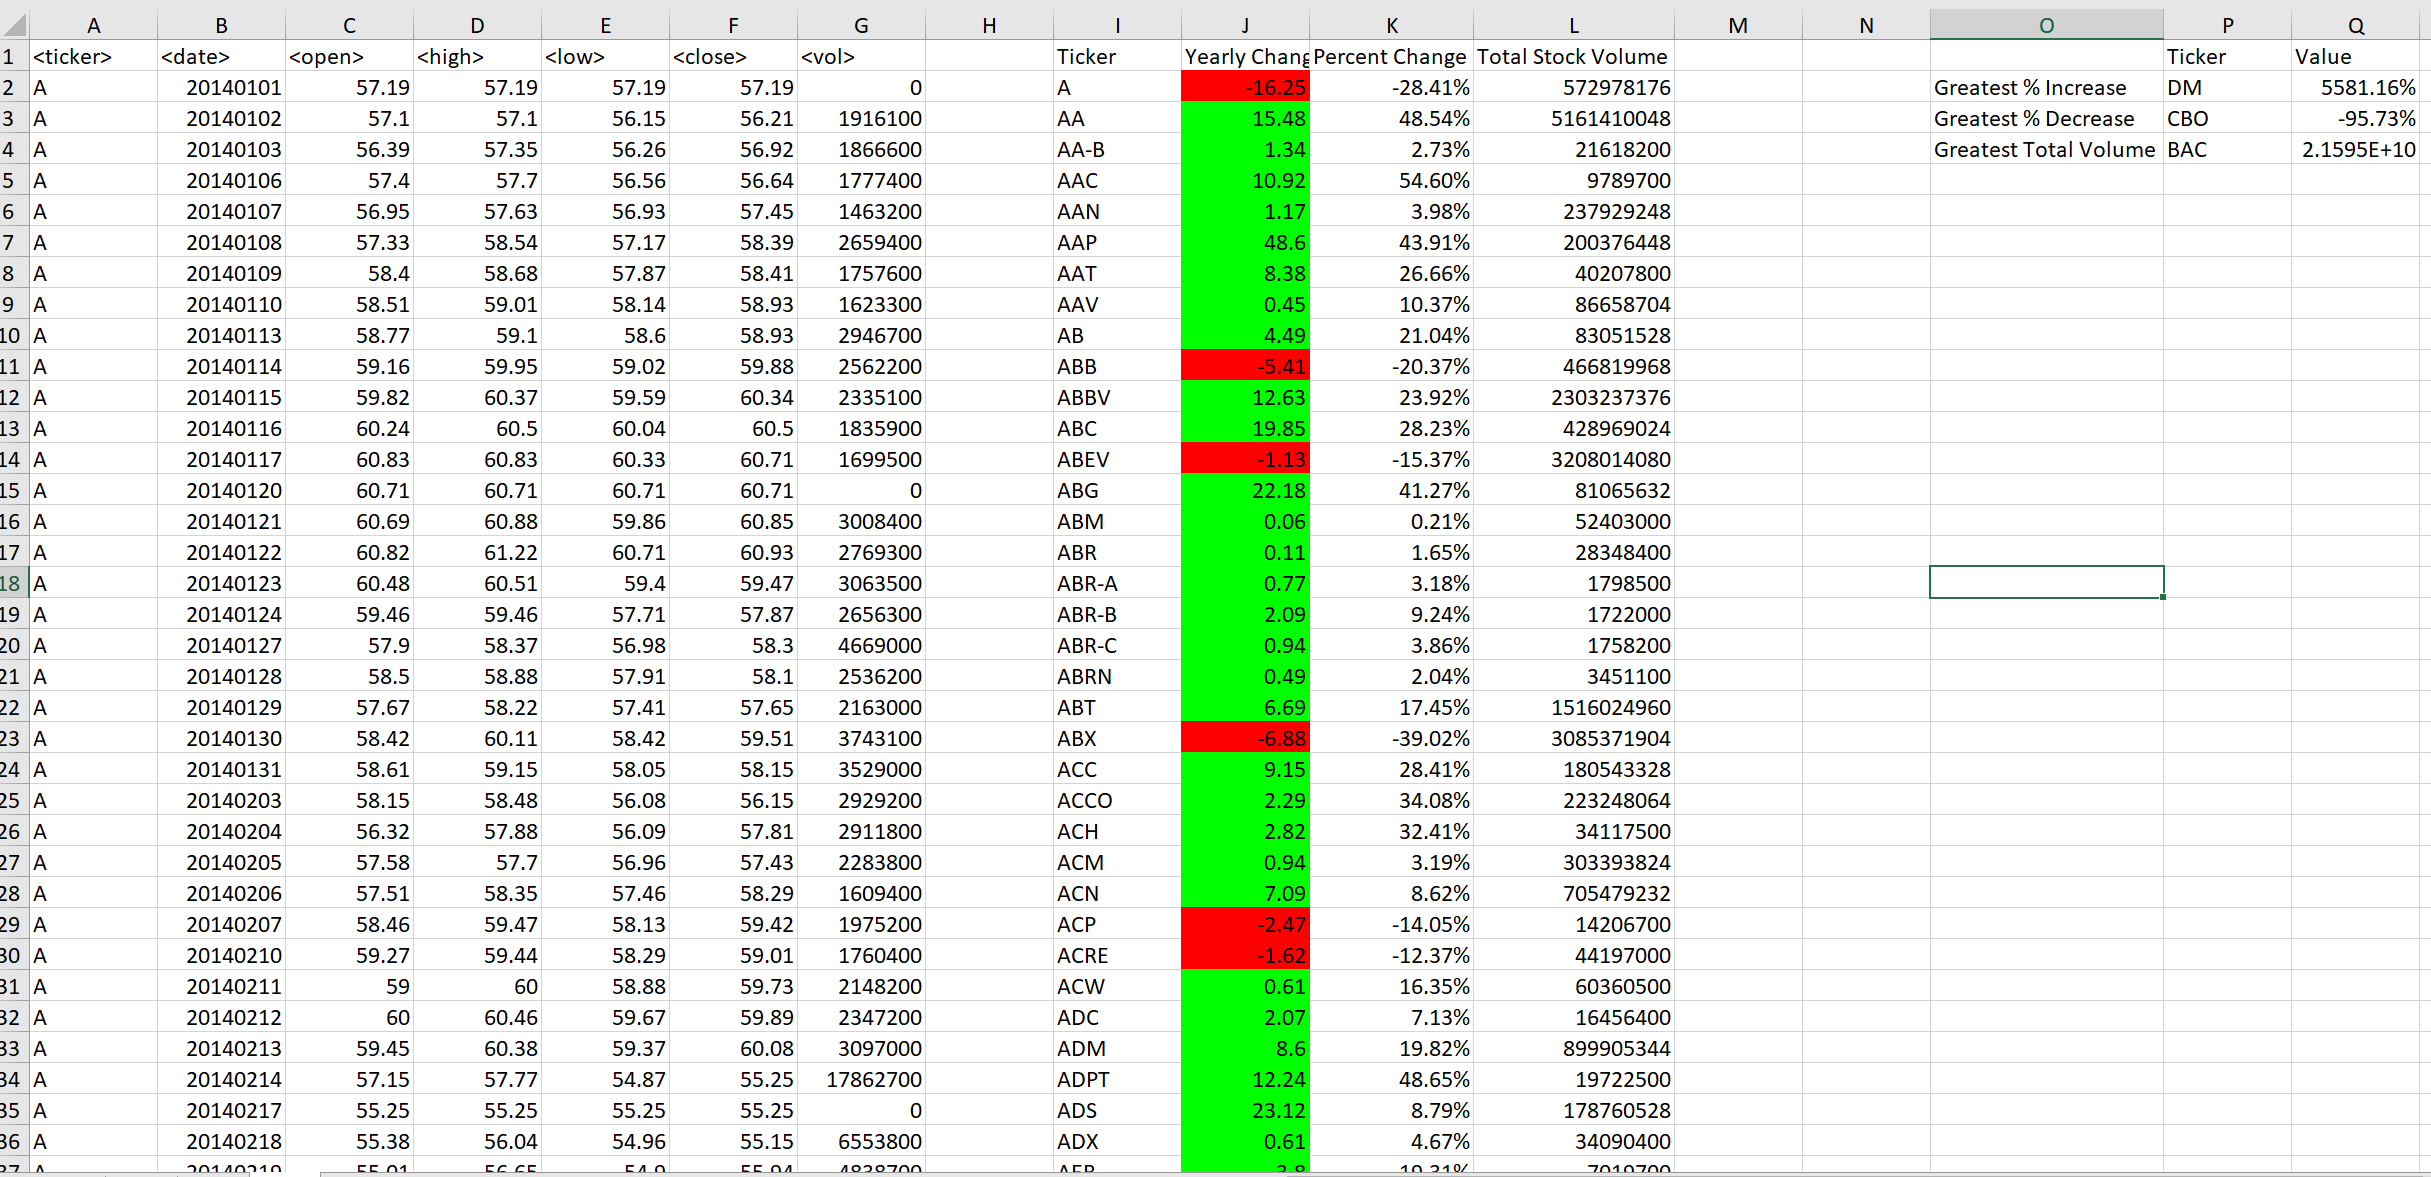 A B C D E F G H I J K L M N O P Q
1 <ticker> <date> <open> <high> <low> <close> <vol> Ticker Yearly Chang Percent Change Total Stock Volume Ticker Value
2 A 20140101 57.19 57.19 57.19 57.19 0 A -16.25 -28.41% 572978176 Greatest % Increase DM 5581.16%
3 A 20140102 57.1 57.1 56.15 56.21 1916100 AA 15.48 48.54% 5161410048 Greatest % Decrease CBO -95.73%
4 A 20140103 56.39 57.35 56.26 56.92 1866600 AA-B 1.34 2.73% 21618200 Greatest Total Volume BAC 2.1595E+10
5 A 20140106 57.4 57.7 56.56 56.64 1777400 AAC 10.92 54.60% 9789700
6 A 20140107 56.95 57.63 56.93 57.45 1463200 AAN 1.17 3.98% 237929248
7 A 20140108 57.33 58.54 57.17 58.39 2659400 AAP 48.6 43.91% 200376448
8 A 20140109 58.4 58.68 57.87 58.41 1757600 AAT 8.38 26.66% 40207800
9 A 20140110 58.51 59.01 58.14 58.93 1623300 AAV 0.45 10.37% 86658704
10 A 20140113 58.77 59.1 58.6 58.93 2946700 AB 4.49 21.04% 83051528
11 A 20140114 59.16 59.95 59.02 59.88 2562200 ABB -5.41 -20.37% 466819968
12 A 20140115 59.82 60.37 59.59 60.34 2335100 ABBV 12.63 23.92% 2303237376
13 A 20140116 60.24 60.5 60.04 60.5 1835900 ABC 19.85 28.23% 428969024
14 A 20140117 60.83 60.83 60.33 60.71 1699500 ABEV -1.13 -15.37% 3208014080
15 A 20140120 60.71 60.71 60.71 60.71 0 ABG 22.18 41.27% 81065632
16 A 20140121 60.69 60.88 59.86 60.85 3008400 ABM 0.06 0.21% 52403000
17 A 20140122 60.82 61.22 60.71 60.93 2769300 ABR 0.11 1.65% 28348400
18 A 20140123 60.48 60.51 59.4 59.47 3063500 ABR-A 0.77 3.18% 1798500
19 A 20140124 59.46 59.46 57.71 57.87 2656300 ABR-B 2.09 9.24% 1722000
20 A 20140127 57.9 58.37 56.98 58.3 4669000 ABR-C 0.94 3.86% 1758200
21 A 20140128 58.5 58.88 57.91 58.1 2536200 ABRN 0.49 2.04% 3451100
22 A 20140129 57.67 58.22 57.41 57.65 2163000 ABT 6.69 17.45% 1516024960
23 A 20140130 58.42 60.11 58.42 59.51 3743100 ABX -6.88 -39.02% 3085371904
24 A 20140131 58.61 59.15 58.05 58.15 3529000 ACC 9.15 28.41% 180543328
25 A 20140203 58.15 58.48 56.08 56.15 2929200 ACCO 2.29 34.08% 223248064
26 A 20140204 56.32 57.88 56.09 57.81 2911800 ACH 2.82 32.41% 34117500
27 A 20140205 57.58 57.7 56.96 57.43 2283800 ACM 0.94 3.19% 303393824
28 A 20140206 57.51 58.35 57.46 58.29 1609400 ACN 7.09 8.62% 705479232
29 A 20140207 58.46 59.47 58.13 59.42 1975200 ACP -2.47 -14.05% 14206700
30 A 20140210 59.27 59.44 58.29 59.01 1760400 ACRE -1.62 -12.37% 44197000
31 A 20140211 59 60 58.88 59.73 2148200 ACW 0.61 16.35% 60360500
32 A 20140212 60 60.46 59.67 59.89 2347200 ADC 2.07 7.13% 16456400
33 A 20140213 59.45 60.38 59.37 60.08 3097000 ADM 8.6 19.82% 899905344
34 A 20140214 57.15 57.77 54.87 55.25 17862700 ADPT 12.24 48.65% 19722500
35 A 20140217 55.25 55.25 55.25 55.25 0 ADS 23.12 8.79% 178760528
36 A 20140218 55.38 56.04 54.96 55.15 6553800 ADX 0.61 4.67% 34090400
37 A 20140219 55.01 56.65 54.9 55.94